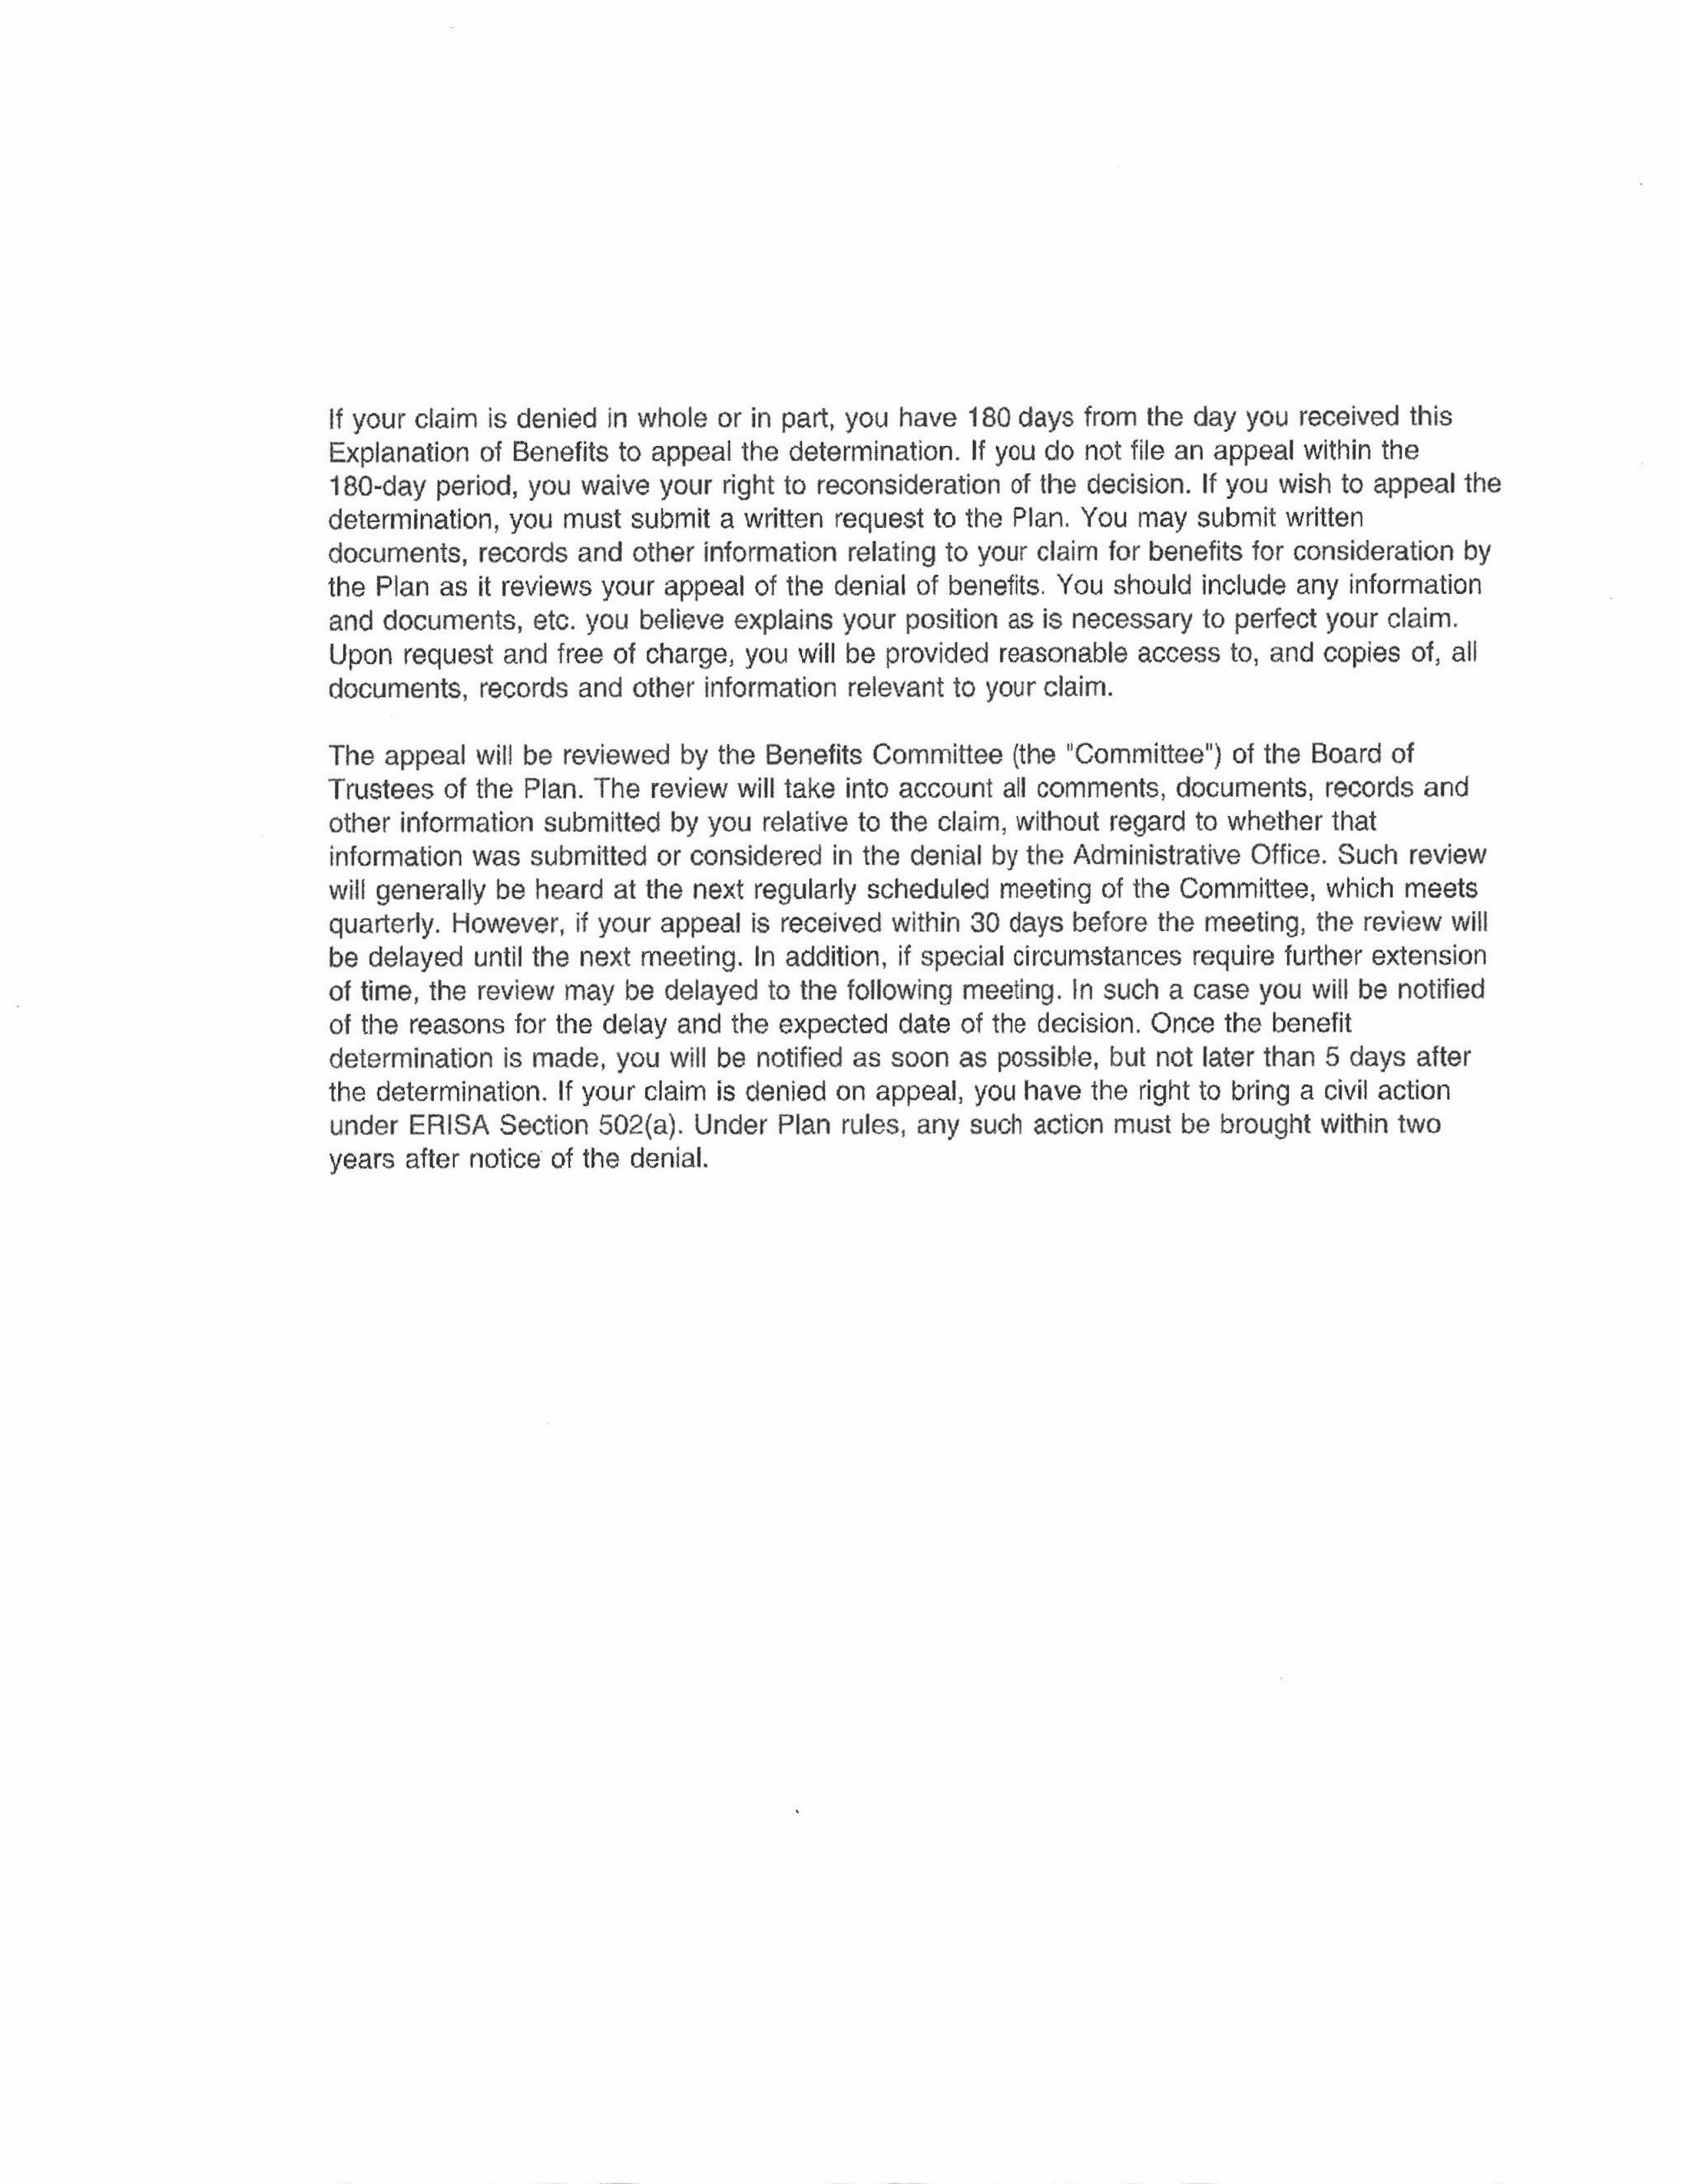 If your claim is denied in whole or in part, you have 180 days from the day you received this
Explanation of Benefits to appeal the determination. If you do not file an appeal within the
180-day period, you waive your right to reconsideration of the decision. If you wish to appeal the
determination, you must submit a written request to the Plan. You may submit written
documents, records and other information relating to your claim for benefits for consideration by
the Plan as it reviews your appeal of the denial of benefits. You should include any information
and documents, etc. you believe explains your position as is necessary to perfect your claim.
Upon request and free of charge, you will be provided reasonable access to, and copies of, all
documents, records and other information relevant to your claim.
The appeal will be reviewed by the Benefits Committee (the "Committee") of the Board of
Trustees of the Plan. The review will take into account all comments, documents, records and
other information submitted by you relative to the claim, without regard to whether that
information was submitted or considered in the denial by the Administrative Office. Such review
will generally be heard at the next regularly scheduled meeting of the Committee, which meets
quarterly. However, if your appeal is received within 30 days before the meeting, the review will
be delayed until the next meeting. In addition, if special circumstances require further extension
of time, the review may be delayed to the following meeting. In such a case you will be notified
of the reasons for the delay and the expected date of the decision. Once the benefit
determination is made, you will be notified as soon as possible, but not later than 5 days after
the determination. If your claim is denied on appeal, you have the right to bring a civil action
under ERISA Section 502(a). Under Plan rules, any such action must be brought within two
years after notice of the denial.